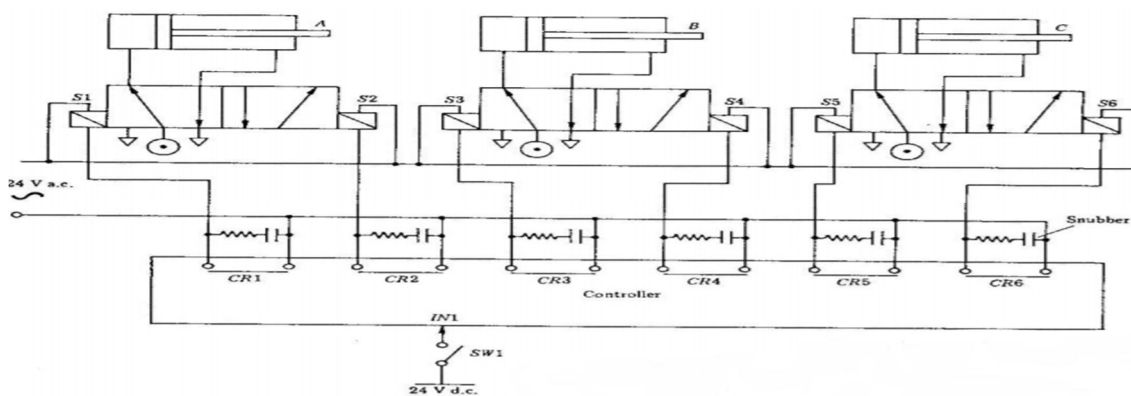 A B C
S1 S2 S3 S4 S5 S6
24 V a.c.
Snubber
CR1 CR2 CR3 CR4 CR5 CR6
Controller
IN1
SW1
24 V d.c.